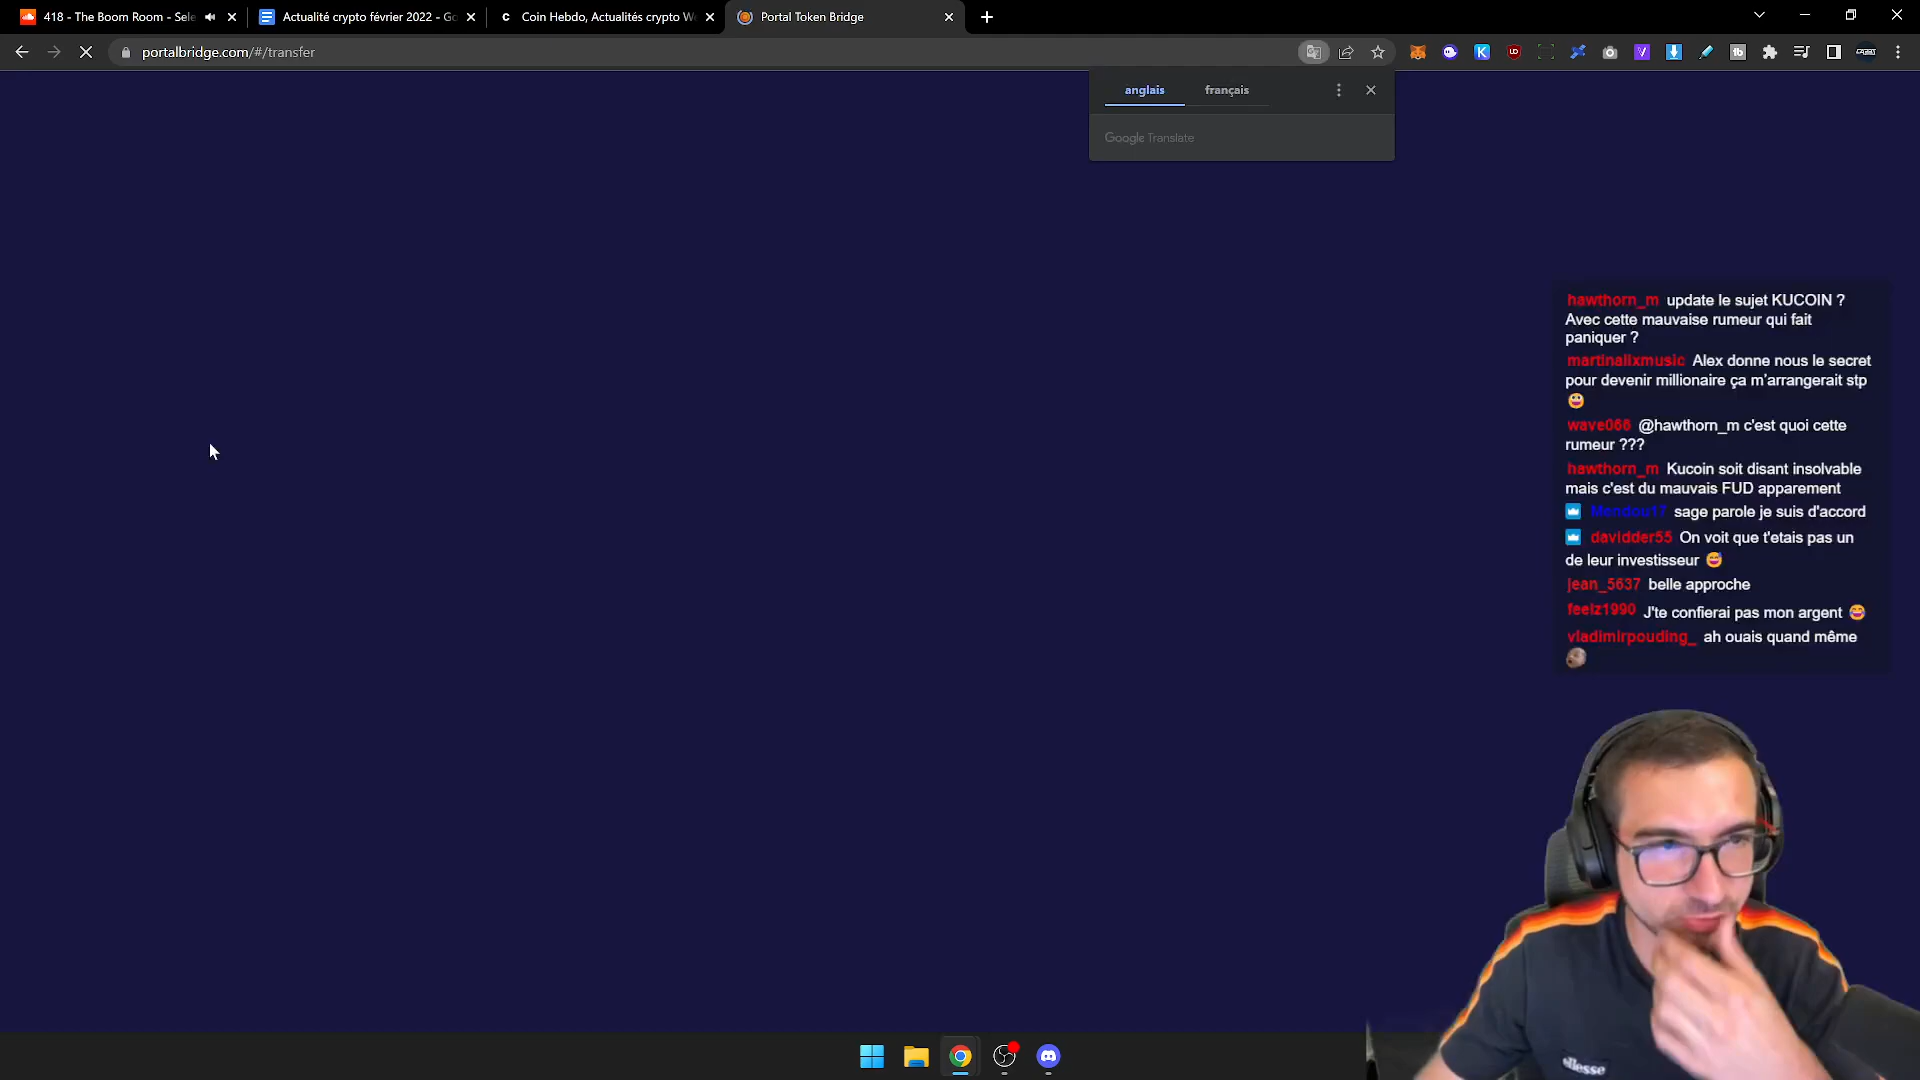 418 - The Boom Room - Sele
Actualité crypto février 2022 - Go
Coin Hebdo, Actualités crypto We
Portal Token Bridge
portalbridge.com/#/transfer
anglais
français
Google Translate
hawthorn_m update le sujet KUCOIN ?
Avec cette mauvaise rumeur qui fait
paniquer ?
martinalixmusic Alex donne nous le secret
pour devenir millionaire ça m'arrangerait stp
wave066 @hawthorn_m c'est quoi cette
rumeur ???
hawthorn_m Kucoin soit disant insolvable
mais c'est du mauvais FUD apparement
Mendou17 sage parole je suis d'accord
davidder55 On voit que t'etais pas un
de leur investisseur
jean_5637 belle approche
feelz1990 J'te confierai pas mon argent
vladimirpouding_ ah ouais quand même
ellesse